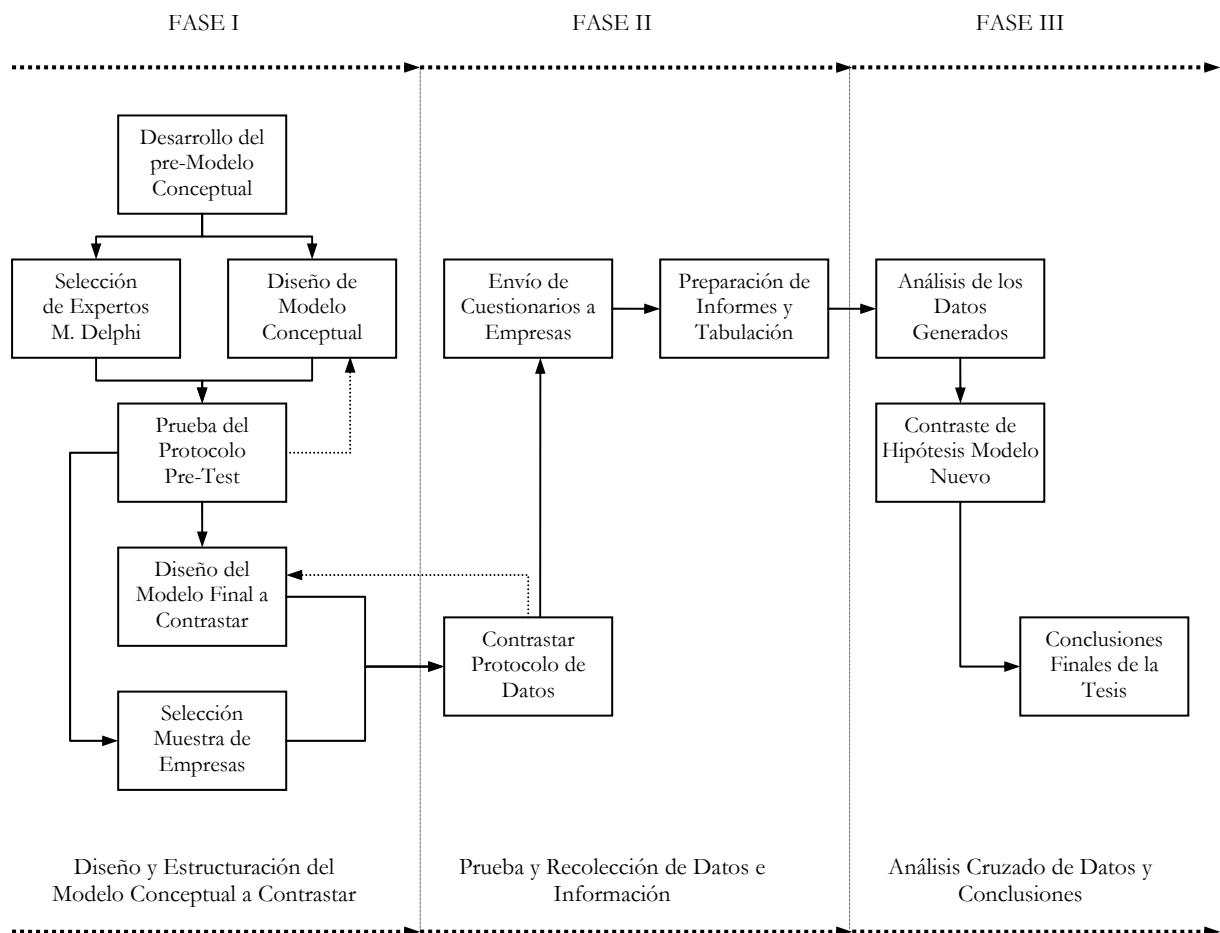 FASE I
FASE II
FASE III
Desarrollo del
pre-Modelo
Conceptual
Selección
de Expertos
M. Delphi
Diseño de
Modelo
Conceptual
Prueba del
Protocolo
Pre-Test
Diseño del
Modelo Final a
Contrastar
Selección
Muestra de
Empresas
Envío de
Cuestionarios a
Empresas
Preparación de
Informes y
Tabulación
Contrastar
Protocolo de
Datos
Análisis de los
Datos
Generados
Contraste de
Hipótesis Modelo
Nuevo
Conclusiones
Finales de la
Tesis
Diseño y Estructuración del
Modelo Conceptual a Contrastar
Prueba y Recolección de Datos e
Información
Análisis Cruzado de Datos y
Conclusiones